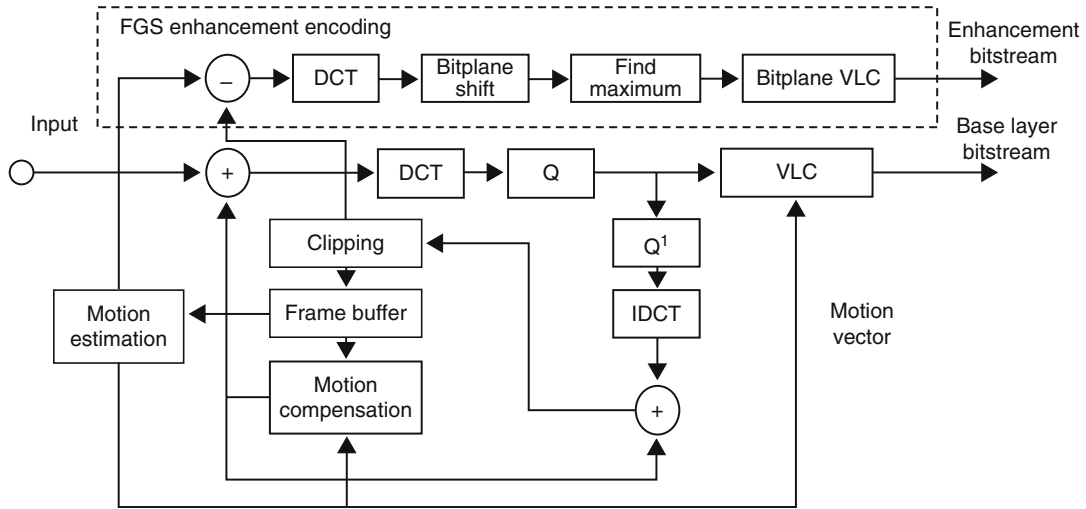 FGS enhancement encoding
Enhancement
bitstream
−
DCT
Bitplane
shift
Find
maximum
Bitplane VLC
Input
Base layer
bitstream
+
DCT
Q
VLC
Clipping
Q¹
Motion
estimation
Frame buffer
IDCT
Motion
vector
Motion
compensation
+